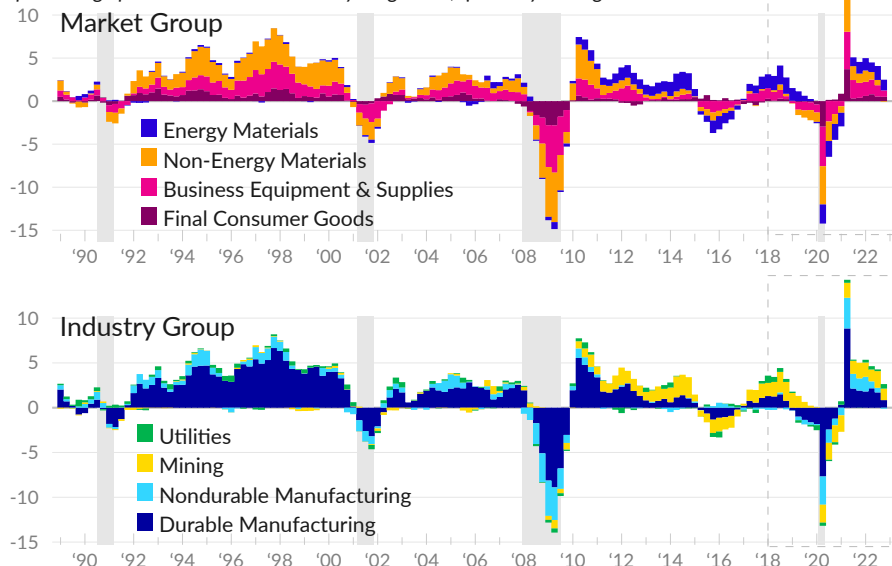 Market Group
10
5
0
-5
-10
-15
Energy Materials
Non-Energy Materials
Business Equipment & Supplies
Final Consumer Goods
‘90 ‘92 ‘94 ‘96 ‘98 ‘00 ‘02 ‘04 ‘06 ‘08 ‘10 ‘12 ‘14 ‘16 ‘18 ‘20 ‘22
Industry Group
10
5
0
-5
-10
-15
Utilities
Mining
Nondurable Manufacturing
Durable Manufacturing
‘90 ‘92 ‘94 ‘96 ‘98 ‘00 ‘02 ‘04 ‘06 ‘08 ‘10 ‘12 ‘14 ‘16 ‘18 ‘20 ‘22